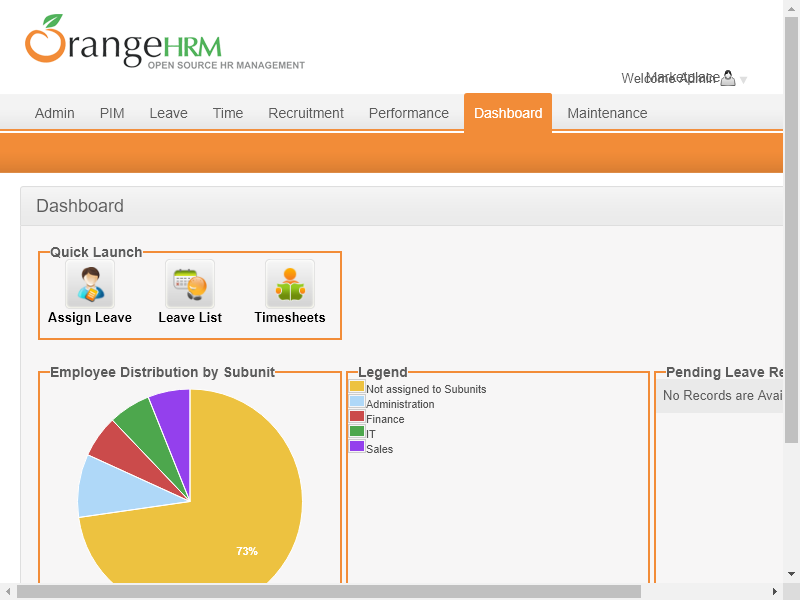 OrangeHRM
OPEN SOURCE HR MANAGEMENT
Welcome Admin
Marketplace
Admin PIM Leave Time Recruitment Performance Dashboard Maintenance
Dashboard
Quick Launch
Assign Leave Leave List Timesheets
Employee Distribution by Subunit
73%
Legend
Not assigned to Subunits
Administration
Finance
IT
Sales
Pending Leave Re
No Records are Avai